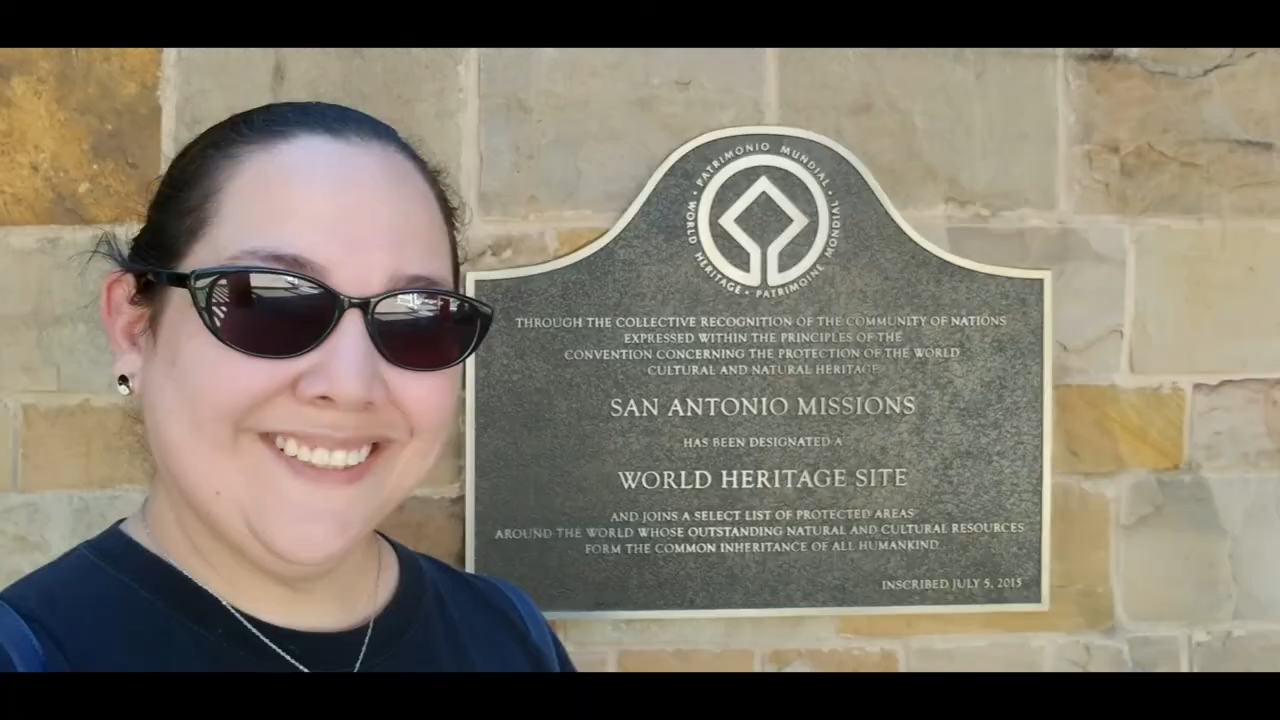 PATRIMONIO MUNDIAL • WORLD HERITAGE • PATRIMOINE MONDIAL •
THROUGH THE COLLECTIVE RECOGNITION OF THE COMMUNITY OF NATIONS
EXPRESSED WITHIN THE PRINCIPLES OF THE
CONVENTION CONCERNING THE PROTECTION OF THE WORLD
CULTURAL AND NATURAL HERITAGE
SAN ANTONIO MISSIONS
HAS BEEN DESIGNATED A
WORLD HERITAGE SITE
AND JOINS A SELECT LIST OF PROTECTED AREAS
AROUND THE WORLD WHOSE OUTSTANDING NATURAL AND CULTURAL RESOURCES
FORM THE COMMON INHERITANCE OF ALL HUMANKIND
INSCRIBED JULY 5, 2015